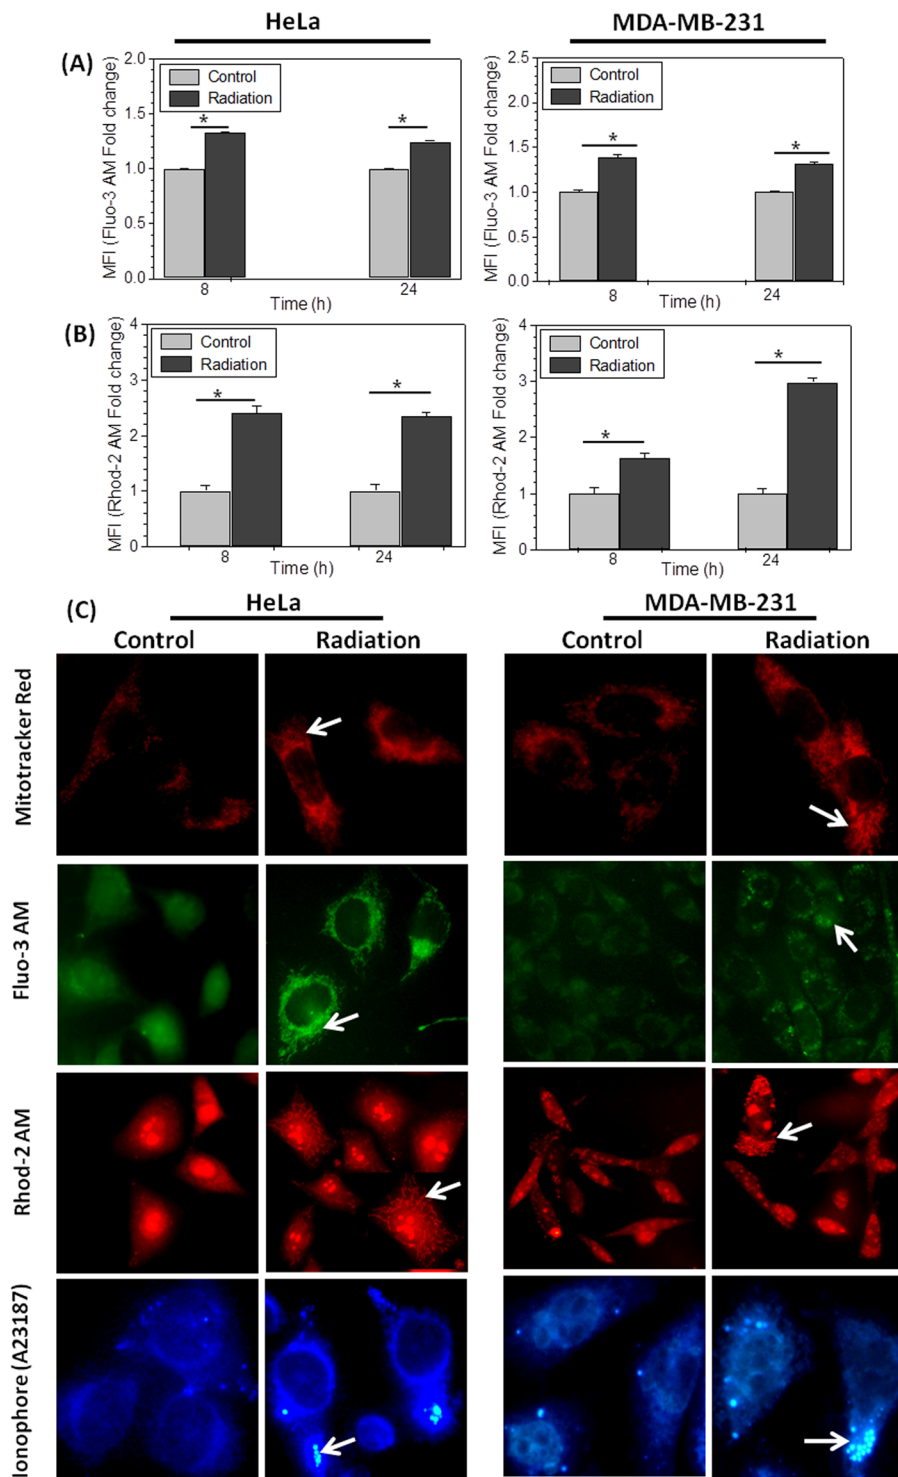 HeLa
MDA-MB-231
(A)
MFI (Fluo-3 AM Fold change)
2.0
1.5
1.0
0.5
0.0
Control
Radiation
*
*
8
24
Time (h)
MFI (Fluo-3 AM Fold change)
2.5
2.0
1.5
1.0
0.5
0.0
Control
Radiation
*
*
8
24
Time (h)
(B)
MFI (Rhod-2 AM Fold change)
4
3
2
1
0
Control
Radiation
*
*
8
24
Time (h)
MFI (Rhod-2 AM Fold change)
4
3
2
1
0
Control
Radiation
*
*
8
24
Time (h)
(C)
HeLa
MDA-MB-231
Control
Radiation
Control
Radiation
Mitotracker Red
Fluo-3 AM
Rhod-2 AM
Ionophore (A23187)